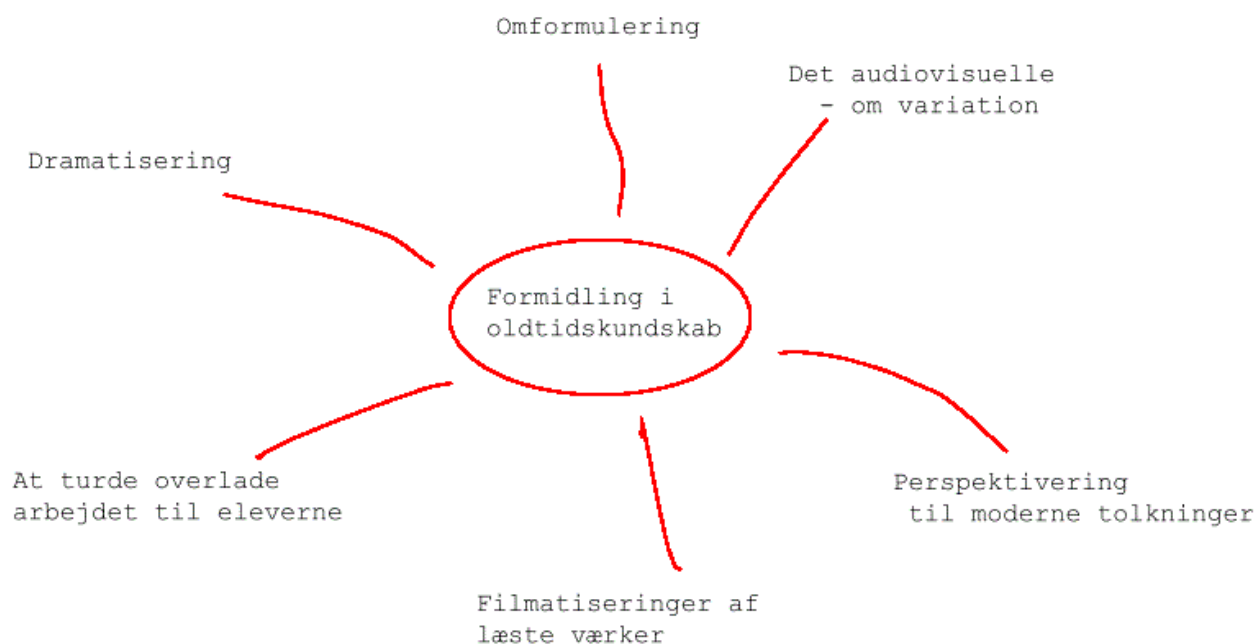 Omformulering
Det audiovisuelle
- om variation
Dramatisering
Formidling i
oldtidskundskab
At turde overlade
arbejdet til eleverne
Perspektivering
til moderne tolkninger
Filmatiseringer af
læste værker